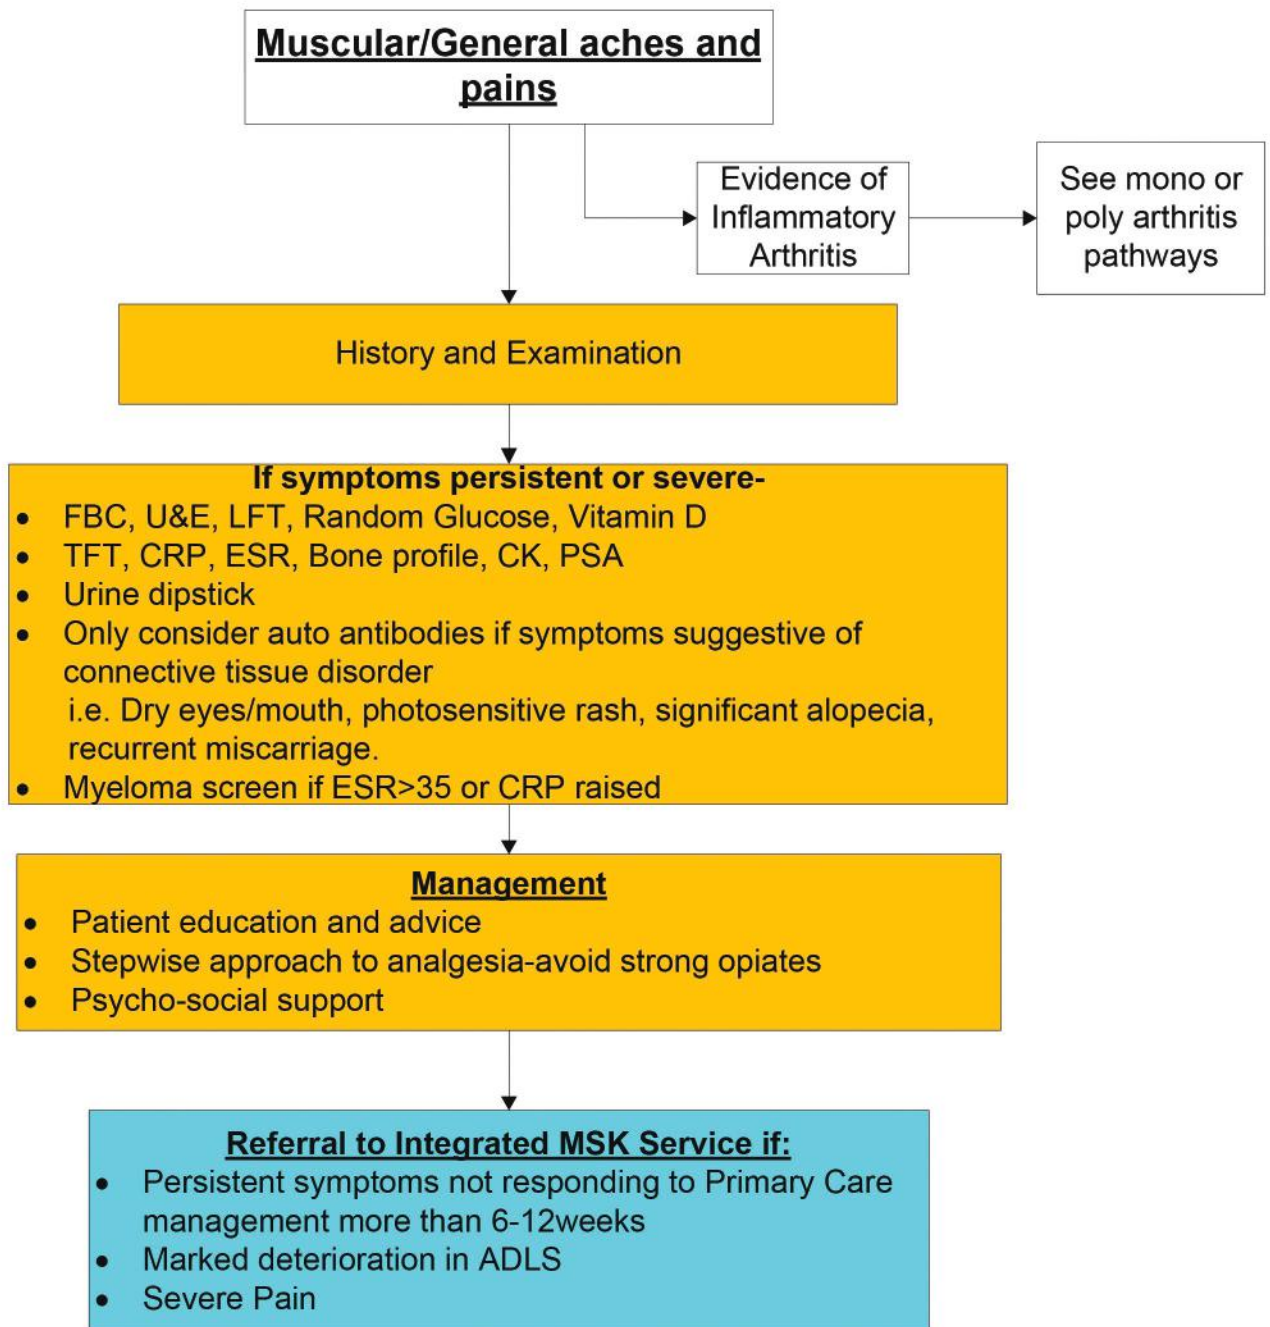 Muscular/General aches and
pains
Evidence of
Inflammatory
Arthritis
See mono or
poly arthritis
pathways
History and Examination
If symptoms persistent or severe-
• FBC, U&E, LFT, Random Glucose, Vitamin D
• TFT, CRP, ESR, Bone profile, CK, PSA
• Urine dipstick
• Only consider auto antibodies if symptoms suggestive of
connective tissue disorder
i.e. Dry eyes/mouth, photosensitive rash, significant alopecia,
recurrent miscarriage.
• Myeloma screen if ESR>35 or CRP raised
Management
• Patient education and advice
• Stepwise approach to analgesia-avoid strong opiates
• Psycho-social support
Referral to Integrated MSK Service if:
• Persistent symptoms not responding to Primary Care
management more than 6-12weeks
• Marked deterioration in ADLS
• Severe Pain